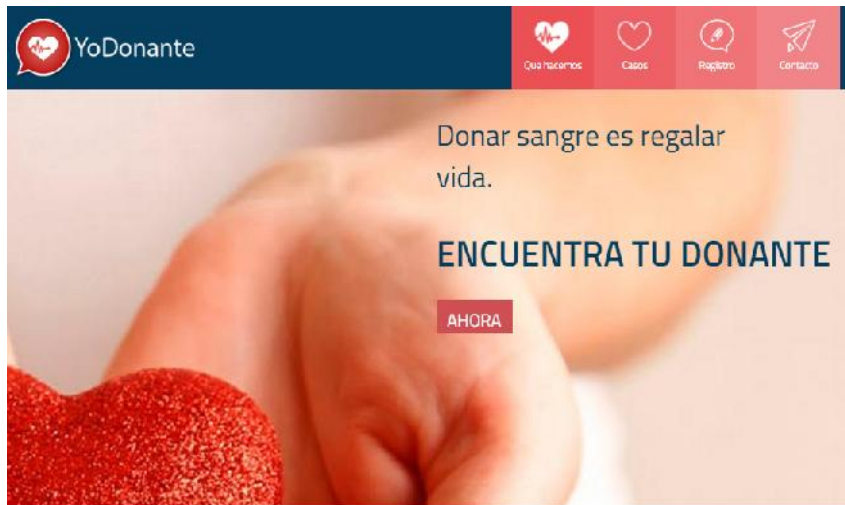 YoDonante
Que hacemos
Casos
Registro
Contacto
Donar sangre es regalar
vida.
ENCUENTRA TU DONANTE
AHORA